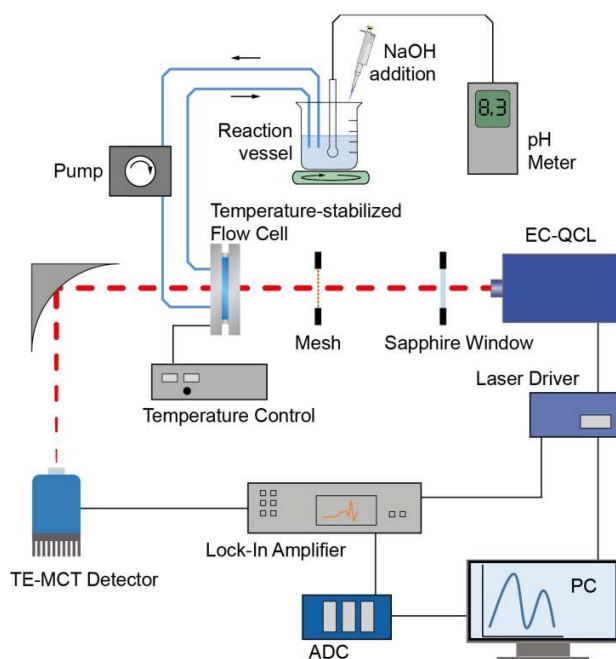 NaOH
addition
8.3
Reaction
vessel
pH
Meter
Pump
Temperature-stabilized
Flow Cell
EC-QCL
Mesh
Sapphire Window
Laser Driver
Temperature Control
Lock-In Amplifier
TE-MCT Detector
PC
ADC